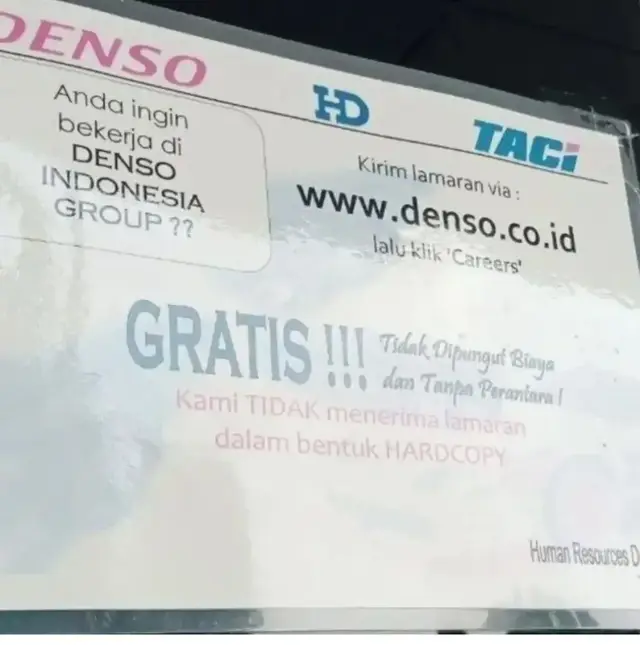 DENSO
HD
TACi
Anda ingin
bekerja di
DENSO
INDONESIA
GROUP ??
Kirim lamaran via :
www.denso.co.id
lalu klik 'Careers'
GRATIS !!!
Tidak Dipungut Biaya
dan Tanpa Perantara !
Kami TIDAK menerima lamaran
dalam bentuk HARDCOPY
Human Resources D